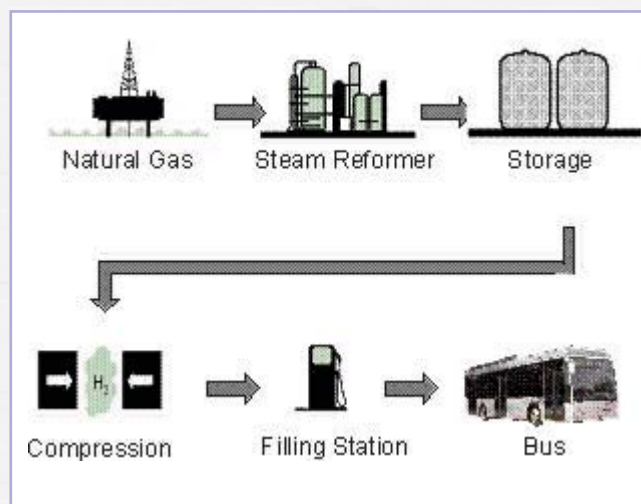 Natural Gas
Steam Reformer
Storage
H₂
Compression
Filling Station
Bus